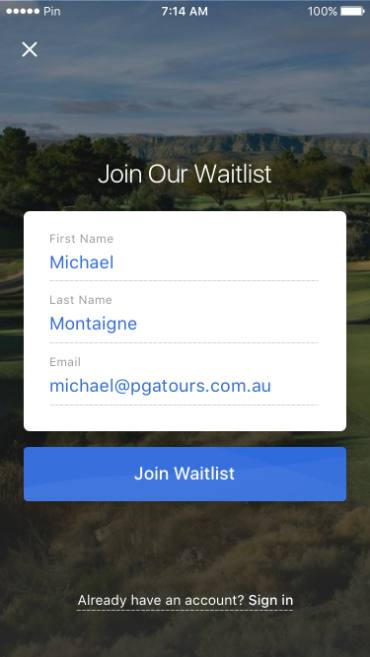 Pin 7:14 AM 100%
Join Our Waitlist
First Name
Michael
Last Name
Montaigne
Email
michael@pgatours.com.au
Join Waitlist
Already have an account? Sign in